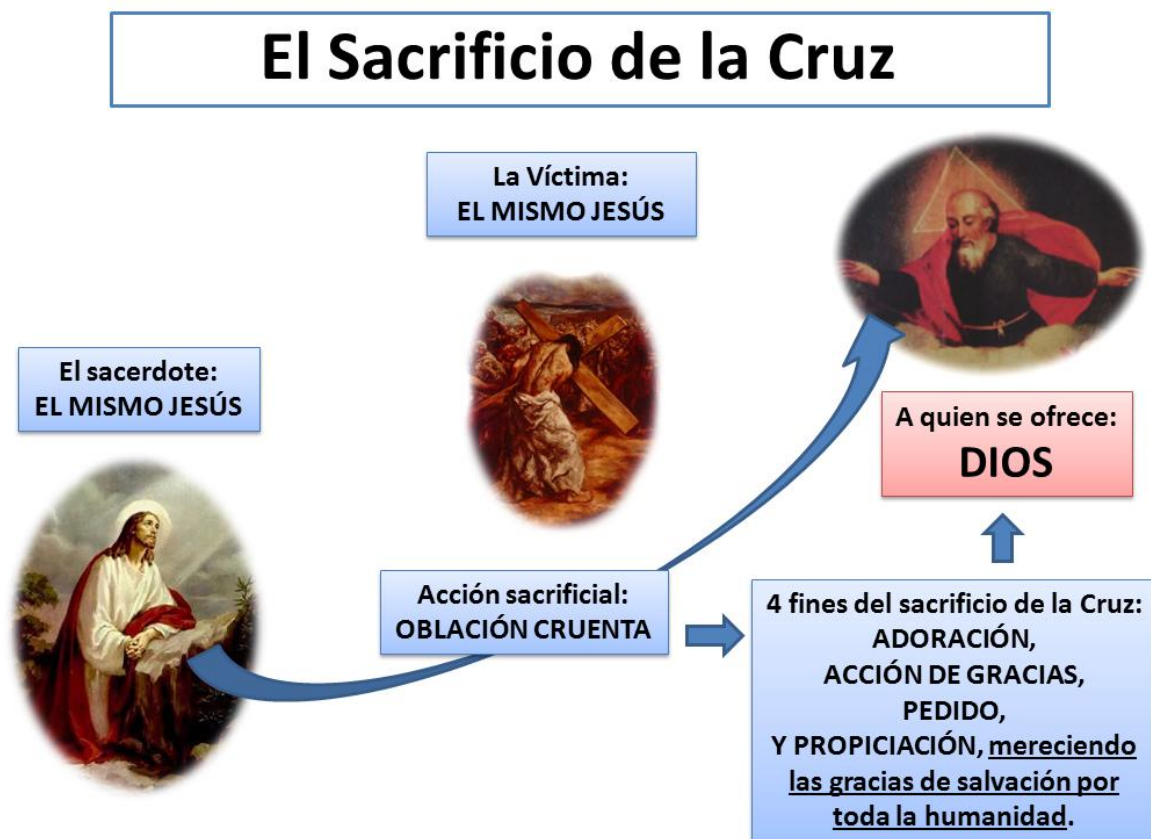 El Sacrificio de la Cruz
La Víctima:
EL MISMO JESÚS
El sacerdote:
EL MISMO JESÚS
A quien se ofrece:
DIOS
Acción sacrificial:
OBLACIÓN CRUENTA
4 fines del sacrificio de la Cruz:
ADORACIÓN,
ACCIÓN DE GRACIAS,
PEDIDO,
Y PROPICIACIÓN, mereciendo
las gracias de salvación por
toda la humanidad.